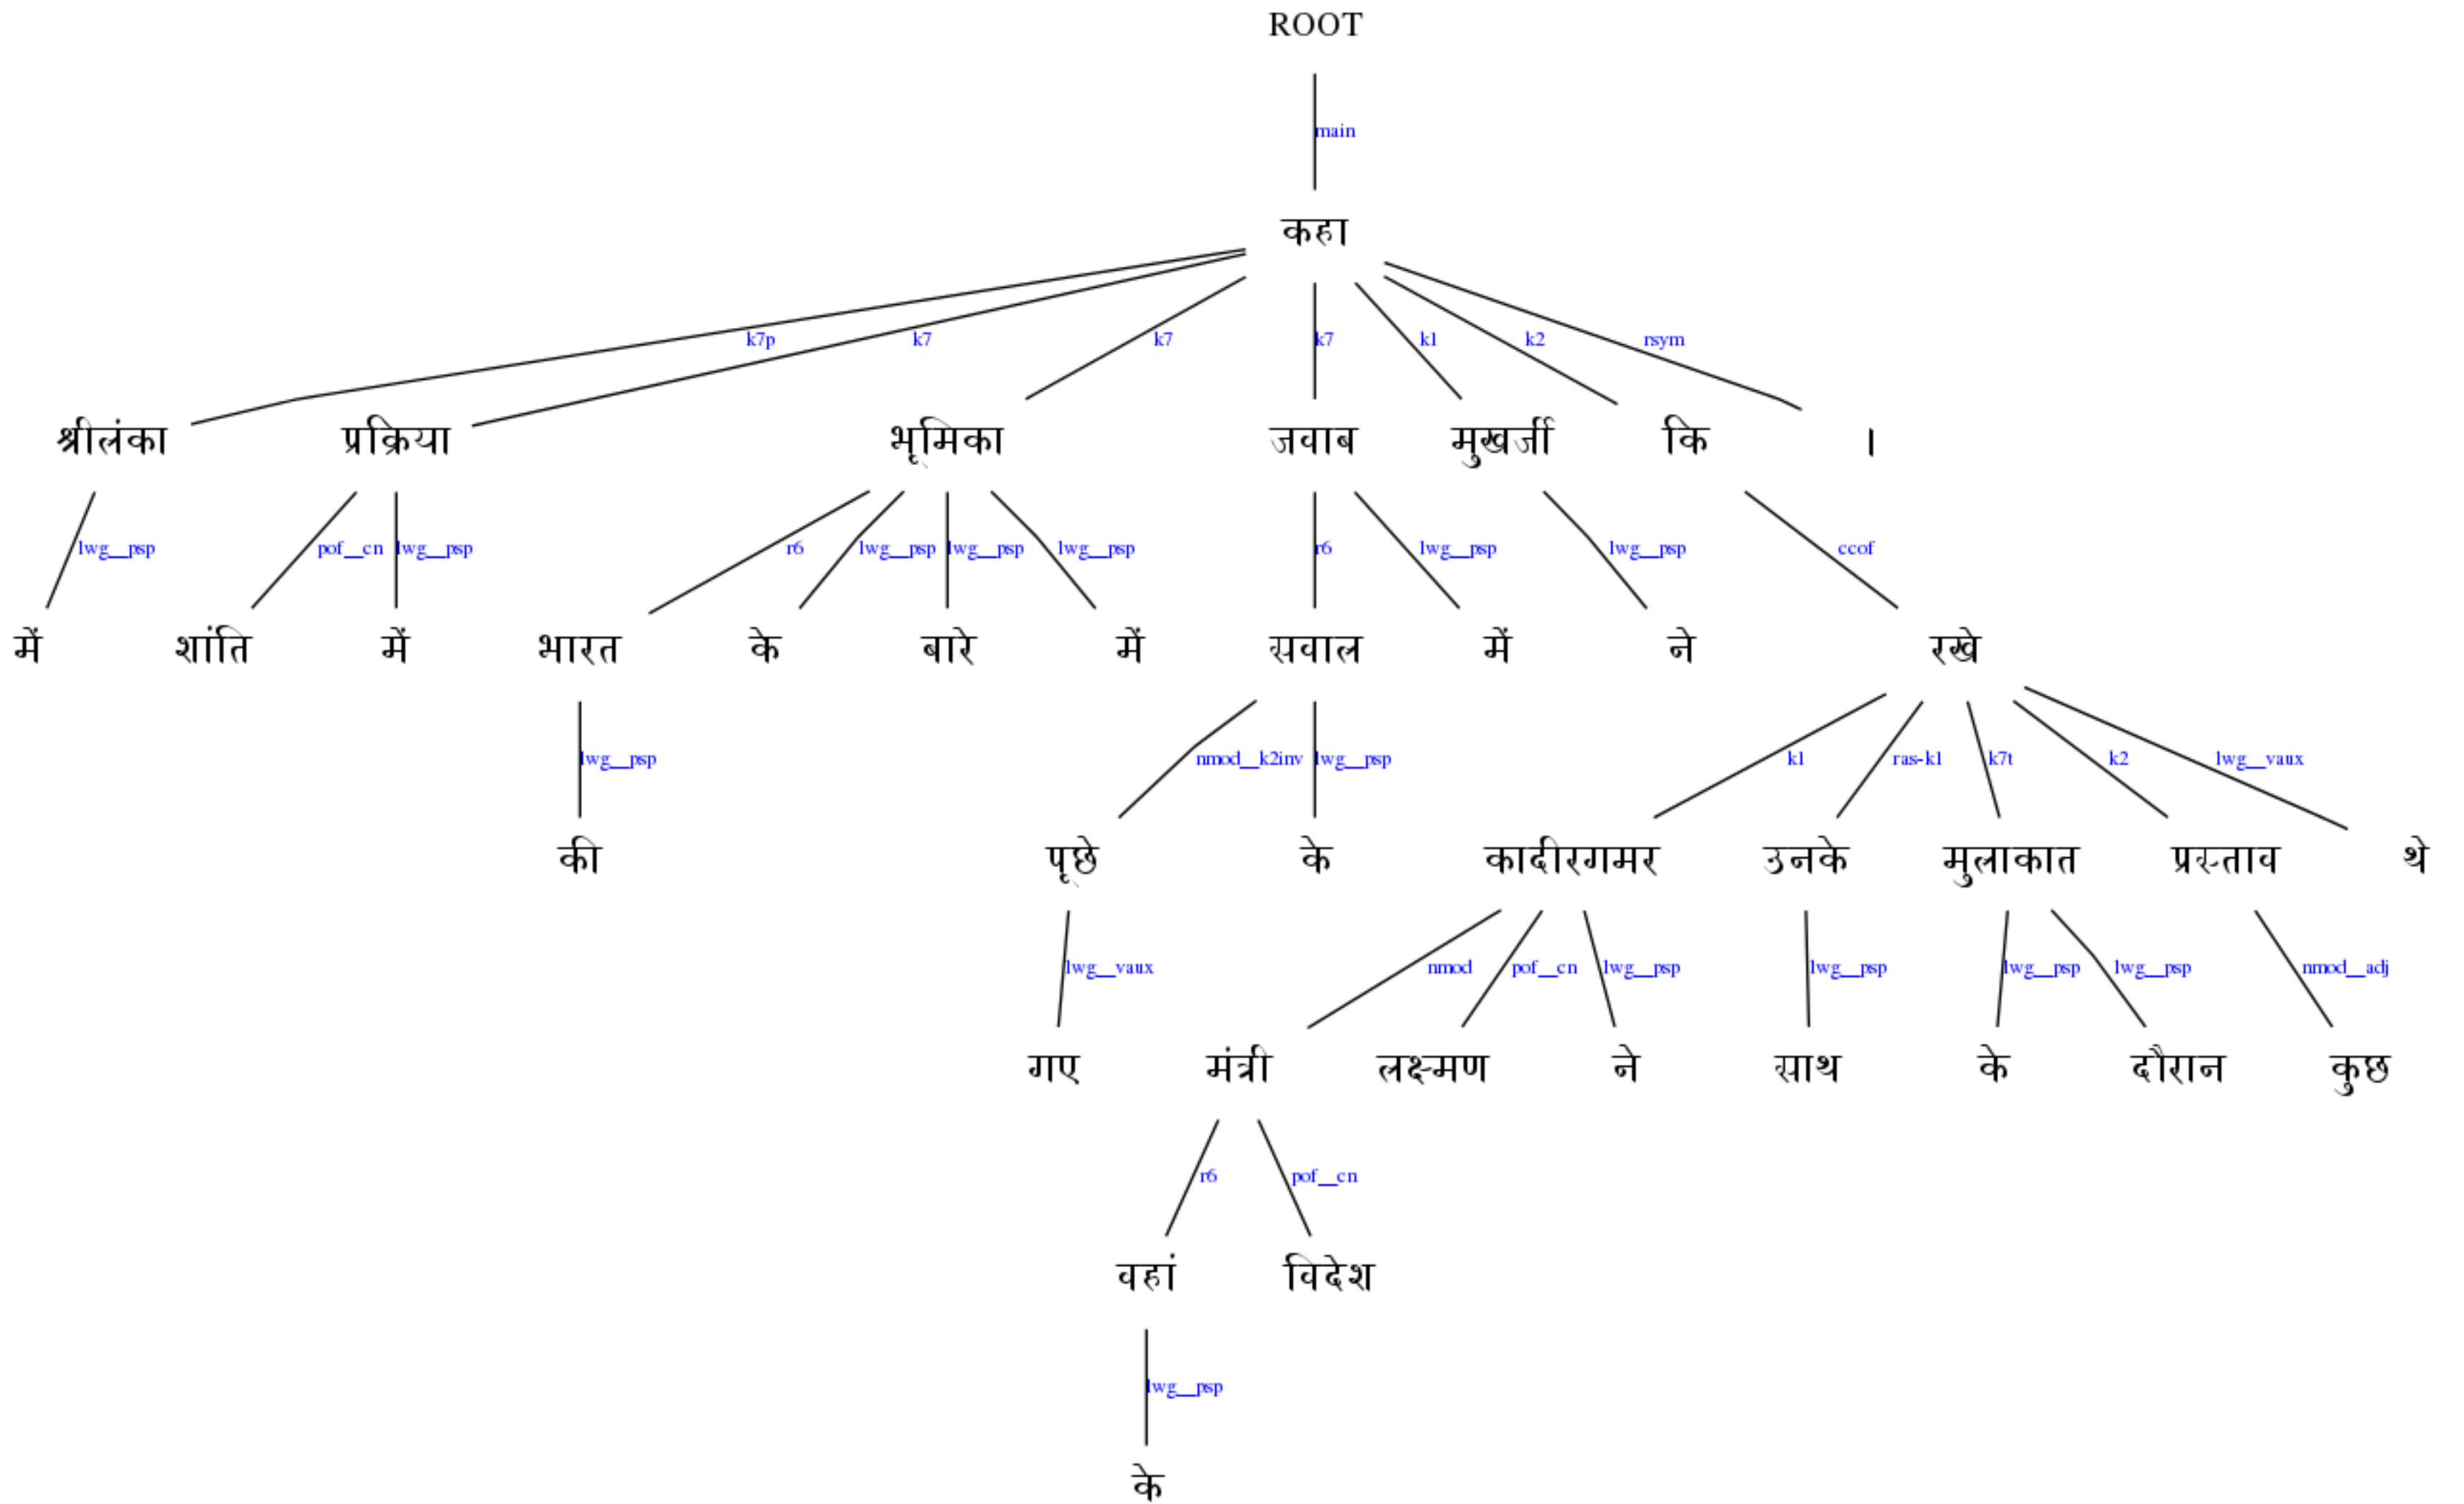 ROOT
main
कहा
k7p k7 k7 k7 k1 k2 rsym
श्रीलंका प्रक्रिया भूमिका जवाब मुखर्जी कि ।
lwg__psp pof__cn lwg__psp r6 lwg__psp lwg__psp lwg__psp r6 lwg__psp lwg__psp ccof
में शांति में भारत के बारे में सवाल में ने रखे
lwg__psp nmod__k2inv lwg__psp k1 ras-k1 k7t k2 lwg__vaux
की पूछे के कादीरगमर उनके मुलाकात प्रस्ताव थे
lwg__vaux nmod pof__cn lwg__psp lwg__psp lwg__psp lwg__psp nmod__adj
गए मंत्री लक्ष्मण ने साथ के दौरान कुछ
r6 pof__cn
वहां विदेश
lwg__psp
के